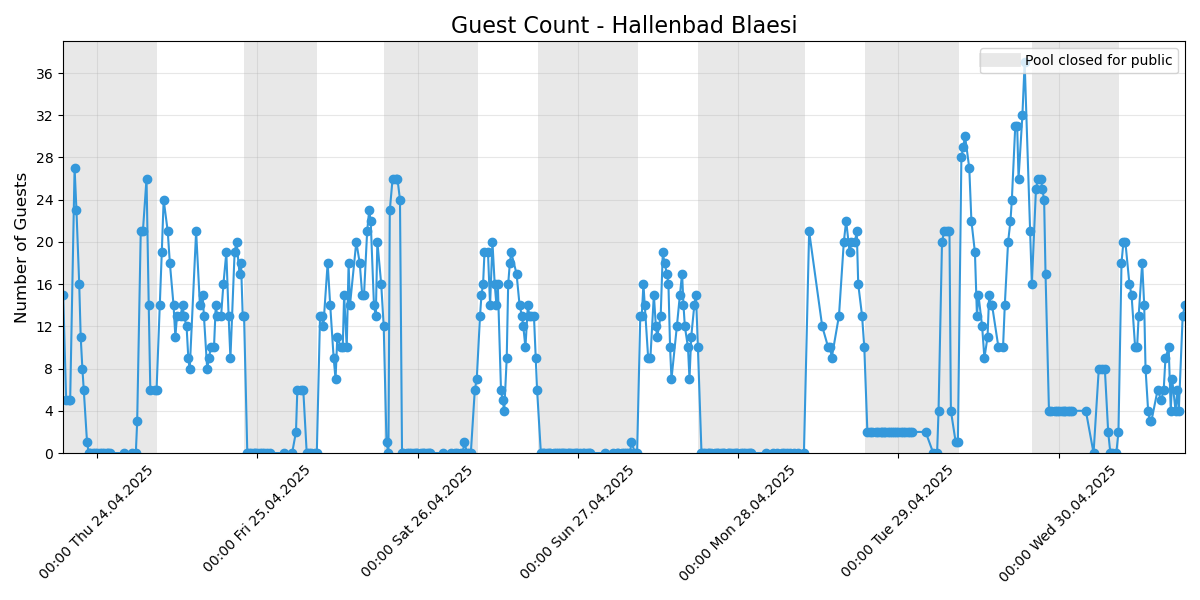 Guest Count - Hallenbad Blaesi
Pool closed for public
Number of Guests
36
32
28
24
20
16
12
8
4
0
00:00 Thu 24.04.2025
00:00 Fri 25.04.2025
00:00 Sat 26.04.2025
00:00 Sun 27.04.2025
00:00 Mon 28.04.2025
00:00 Tue 29.04.2025
00:00 Wed 30.04.2025